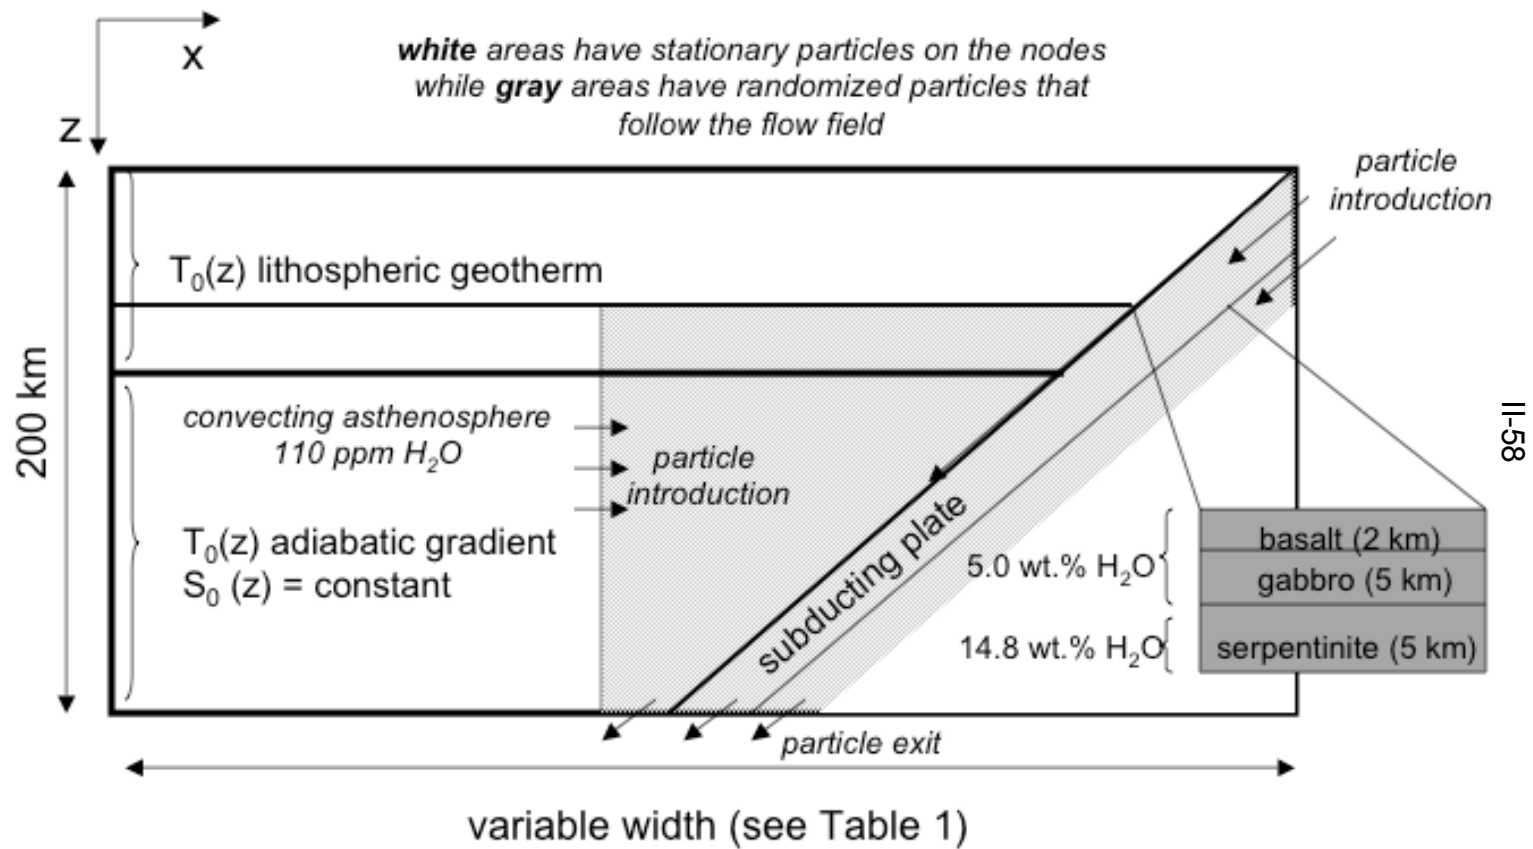 x
z
white areas have stationary particles on the nodes
while gray areas have randomized particles that
follow the flow field
particle
introduction
T₀(z) lithospheric geotherm
200 km
convecting asthenosphere
110 ppm H₂O
particle
introduction
T₀(z) adiabatic gradient
S₀ (z) = constant
subducting plate
5.0 wt.% H₂O
14.8 wt.% H₂O
basalt (2 km)
gabbro (5 km)
serpentinite (5 km)
particle exit
variable width (see Table 1)
II-58